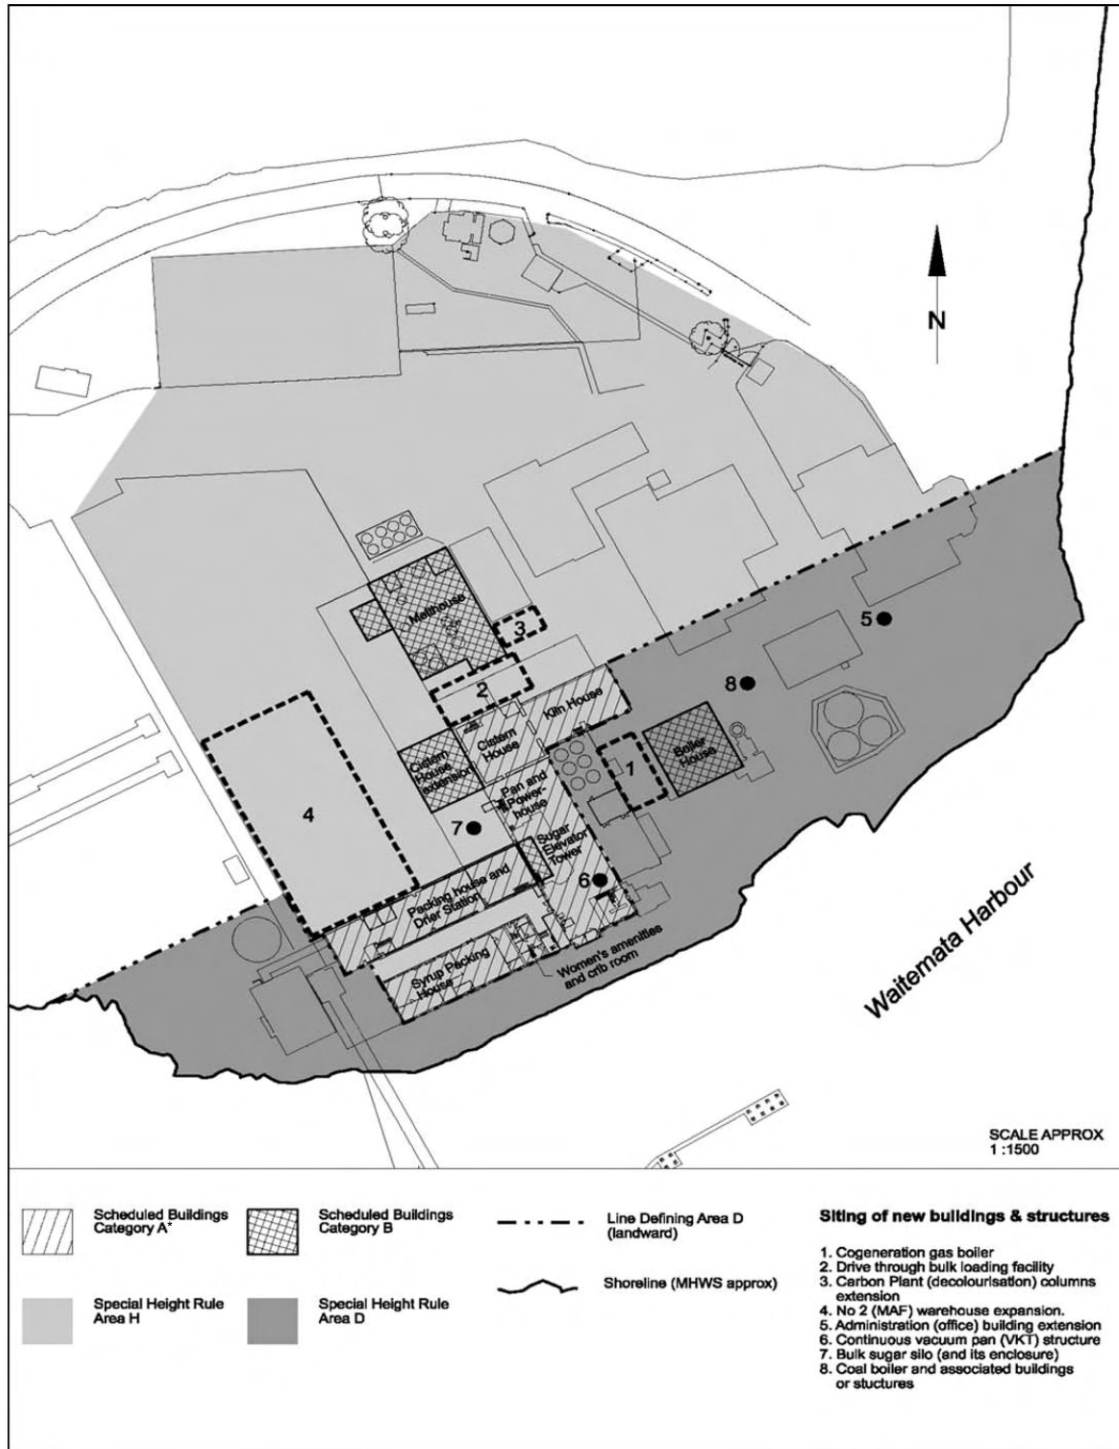 N
Malthouse
3
2
Kiln House
5
8
Cistern
House
Cistern
House
extension
1
Boiler
House
4
Pan and
Power-
house
7
Sugar
Elevator
Tower
6
Packing house and
Drier Station
Syrup Packing
House
Women's amenities
and crib room
Waitemata Harbour
SCALE APPROX
1 :1500
Scheduled Buildings
Category A*
Scheduled Buildings
Category B
Line Defining Area D
(landward)
Shoreline (MHWS approx)
Special Height Rule
Area H
Special Height Rule
Area D
Siting of new buildings & structures
1. Cogeneration gas boiler
2. Drive through bulk loading facility
3. Carbon Plant (decolourisation) columns
extension
4. No 2 (MAF) warehouse expansion.
5. Administration (office) building extension
6. Continuous vacuum pan (VKT) structure
7. Bulk sugar silo (and its enclosure)
8. Coal boiler and associated buildings
or stuctures